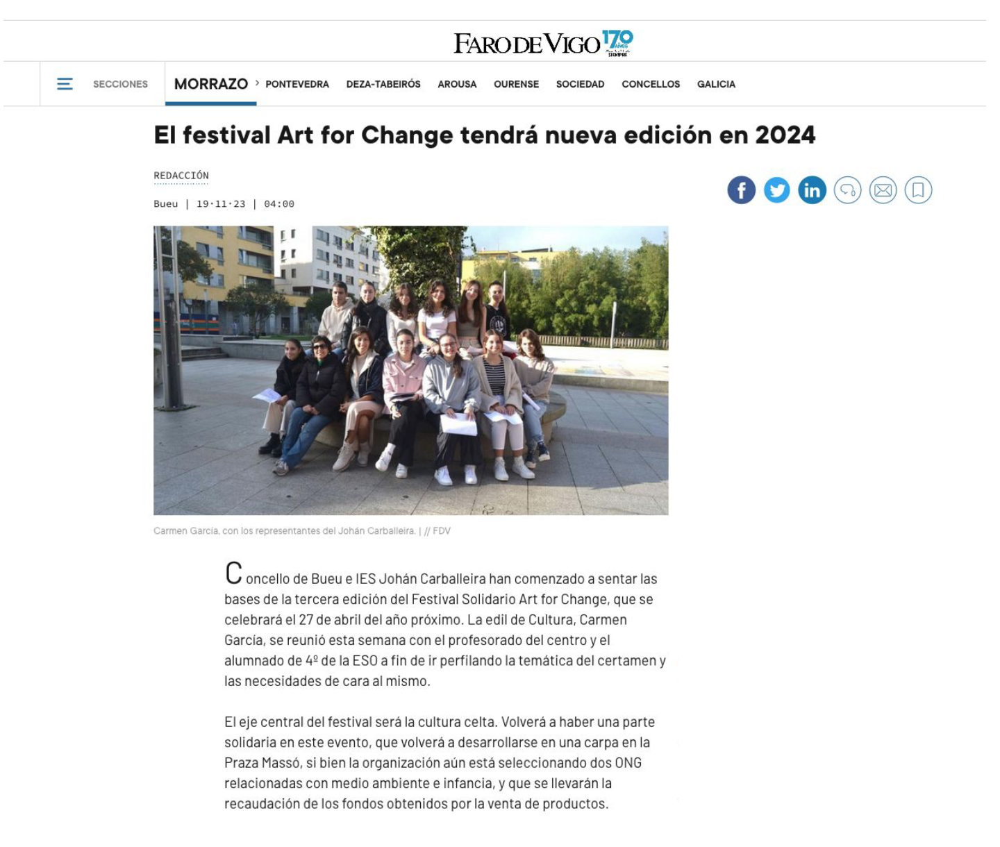 FARO DE VIGO 170
AÑOS
SIEMPRE
SECCIONES
MORRAZO
PONTEVEDRA
DEZA-TABEIRÓS
AROUSA
OURENSE
SOCIEDAD
CONCELLOS
GALICIA
El festival Art for Change tendrá nueva edición en 2024
REDACCIÓN
Bueu | 19·11·23 | 04:00
0
Carmen García, con los representantes del Johán Carballeira. | // FDV
Concello de Bueu e IES Johán Carballeira han comenzado a sentar las
bases de la tercera edición del Festival Solidario Art for Change, que se
celebrará el 27 de abril del año próximo. La edil de Cultura, Carmen
García, se reunió esta semana con el profesorado del centro y el
alumnado de 4º de la ESO a fin de ir perfilando la temática del certamen y
las necesidades de cara al mismo.
El eje central del festival será la cultura celta. Volverá a haber una parte
solidaria en este evento, que volverá a desarrollarse en una carpa en la
Praza Massó, si bien la organización aún está seleccionando dos ONG
relacionadas con medio ambiente e infancia, y que se llevarán la
recaudación de los fondos obtenidos por la venta de productos.